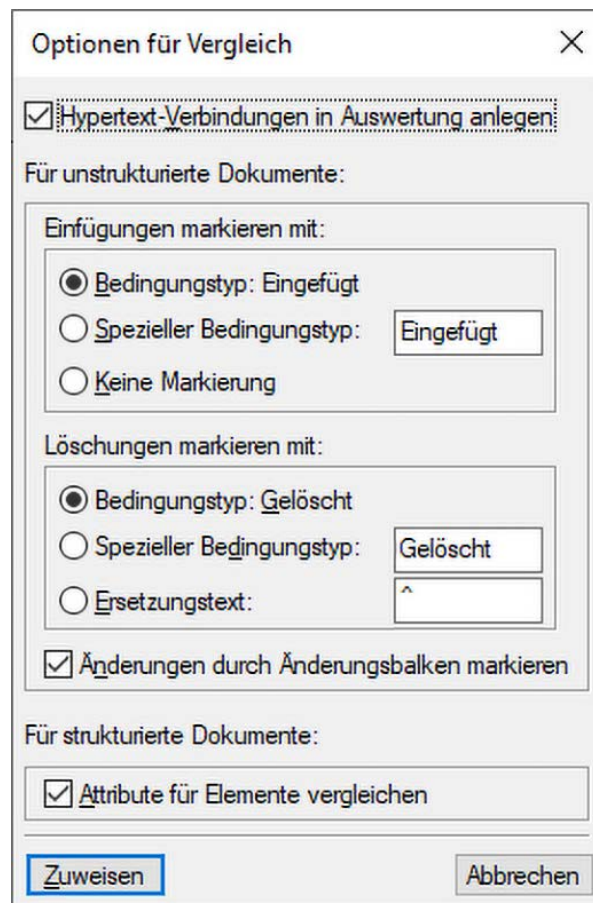 Optionen für Vergleich
Hypertext-Verbindungen in Auswertung anlegen
Für unstrukturierte Dokumente:
Einfügungen markieren mit:
Bedingungstyp: Eingefügt
Spezieller Bedingungstyp: Eingefügt
Keine Markierung
Löschungen markieren mit:
Bedingungstyp: Gelöscht
Spezieller Bedingungstyp: Gelöscht
Ersetzungstext: ^
Änderungen durch Änderungsbalken markieren
Für strukturierte Dokumente:
Attribute für Elemente vergleichen
Zuweisen Abbrechen